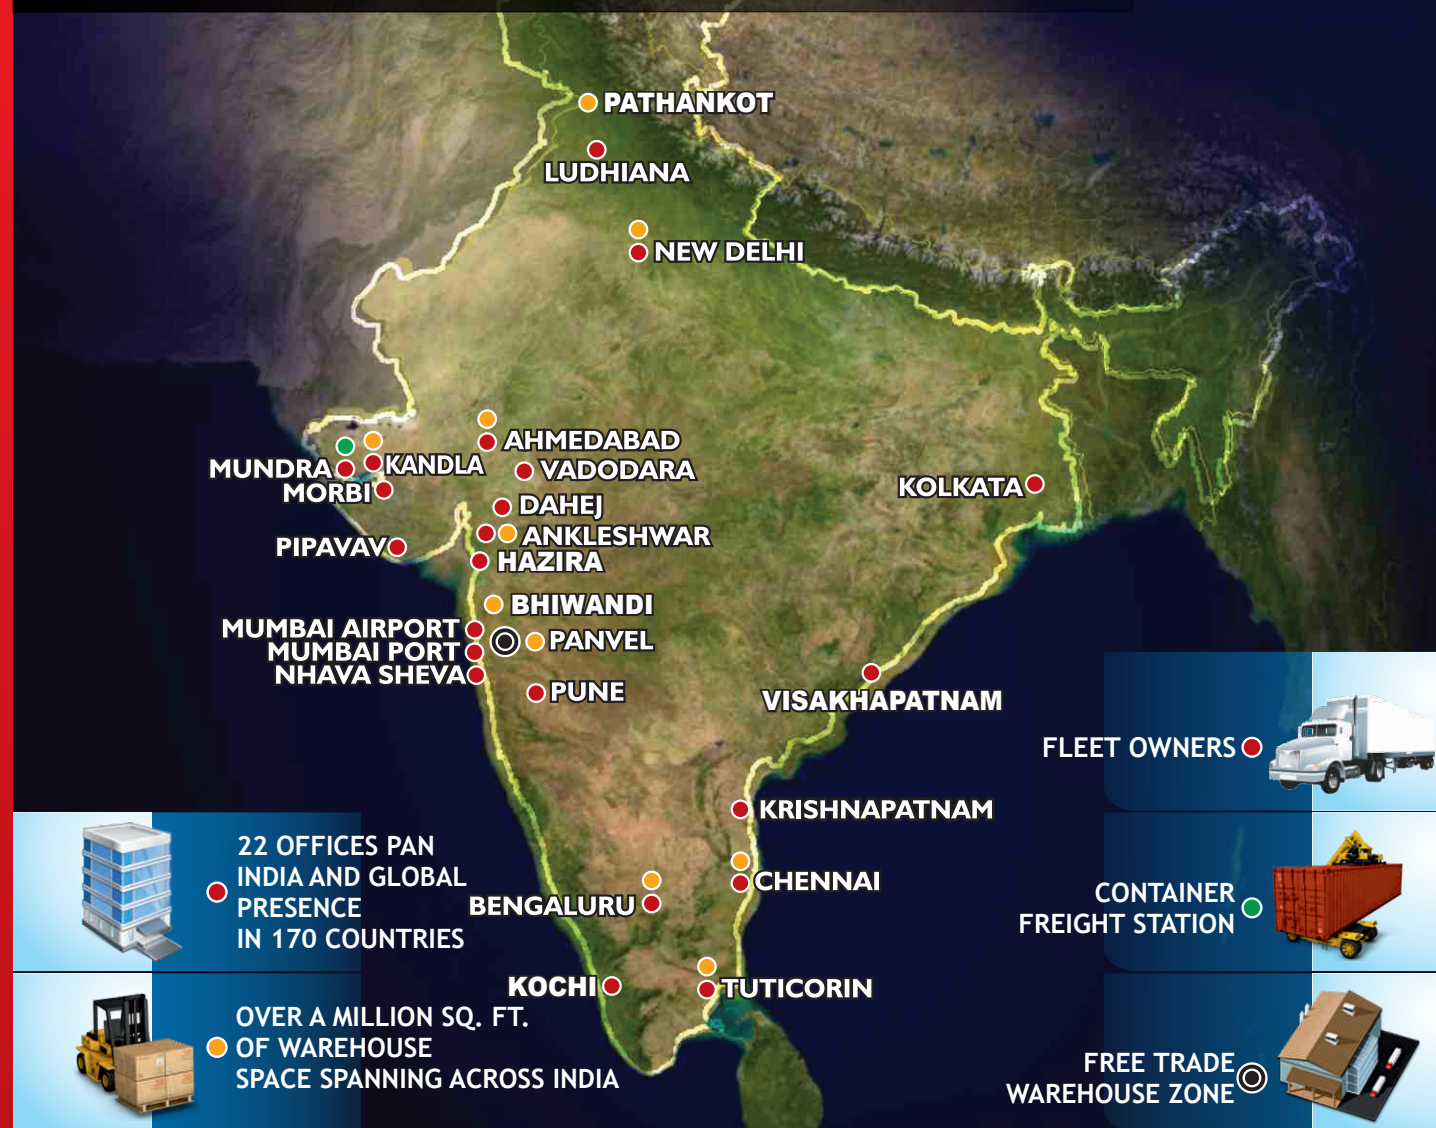 PATHANKOT
LUDHIANA
NEW DELHI
AHMEDABAD
MUNDRA
KANDLA
VADODARA
MORBI
KOLKATA
DAHEJ
ANKLESHWAR
PIPAVAV
HAZIRA
BHIWANDI
MUMBAI AIRPORT
PANVEL
MUMBAI PORT
NHAVA SHEVA
PUNE
VISAKHAPATNAM
KRISHNAPATNAM
CHENNAI
BENGALURU
KOCHI
TUTICORIN
22 OFFICES PAN
INDIA AND GLOBAL
PRESENCE
IN 170 COUNTRIES
OVER A MILLION SQ. FT.
OF WAREHOUSE
SPACE SPANNING ACROSS INDIA
FLEET OWNERS
CONTAINER
FREIGHT STATION
FREE TRADE
WAREHOUSE ZONE